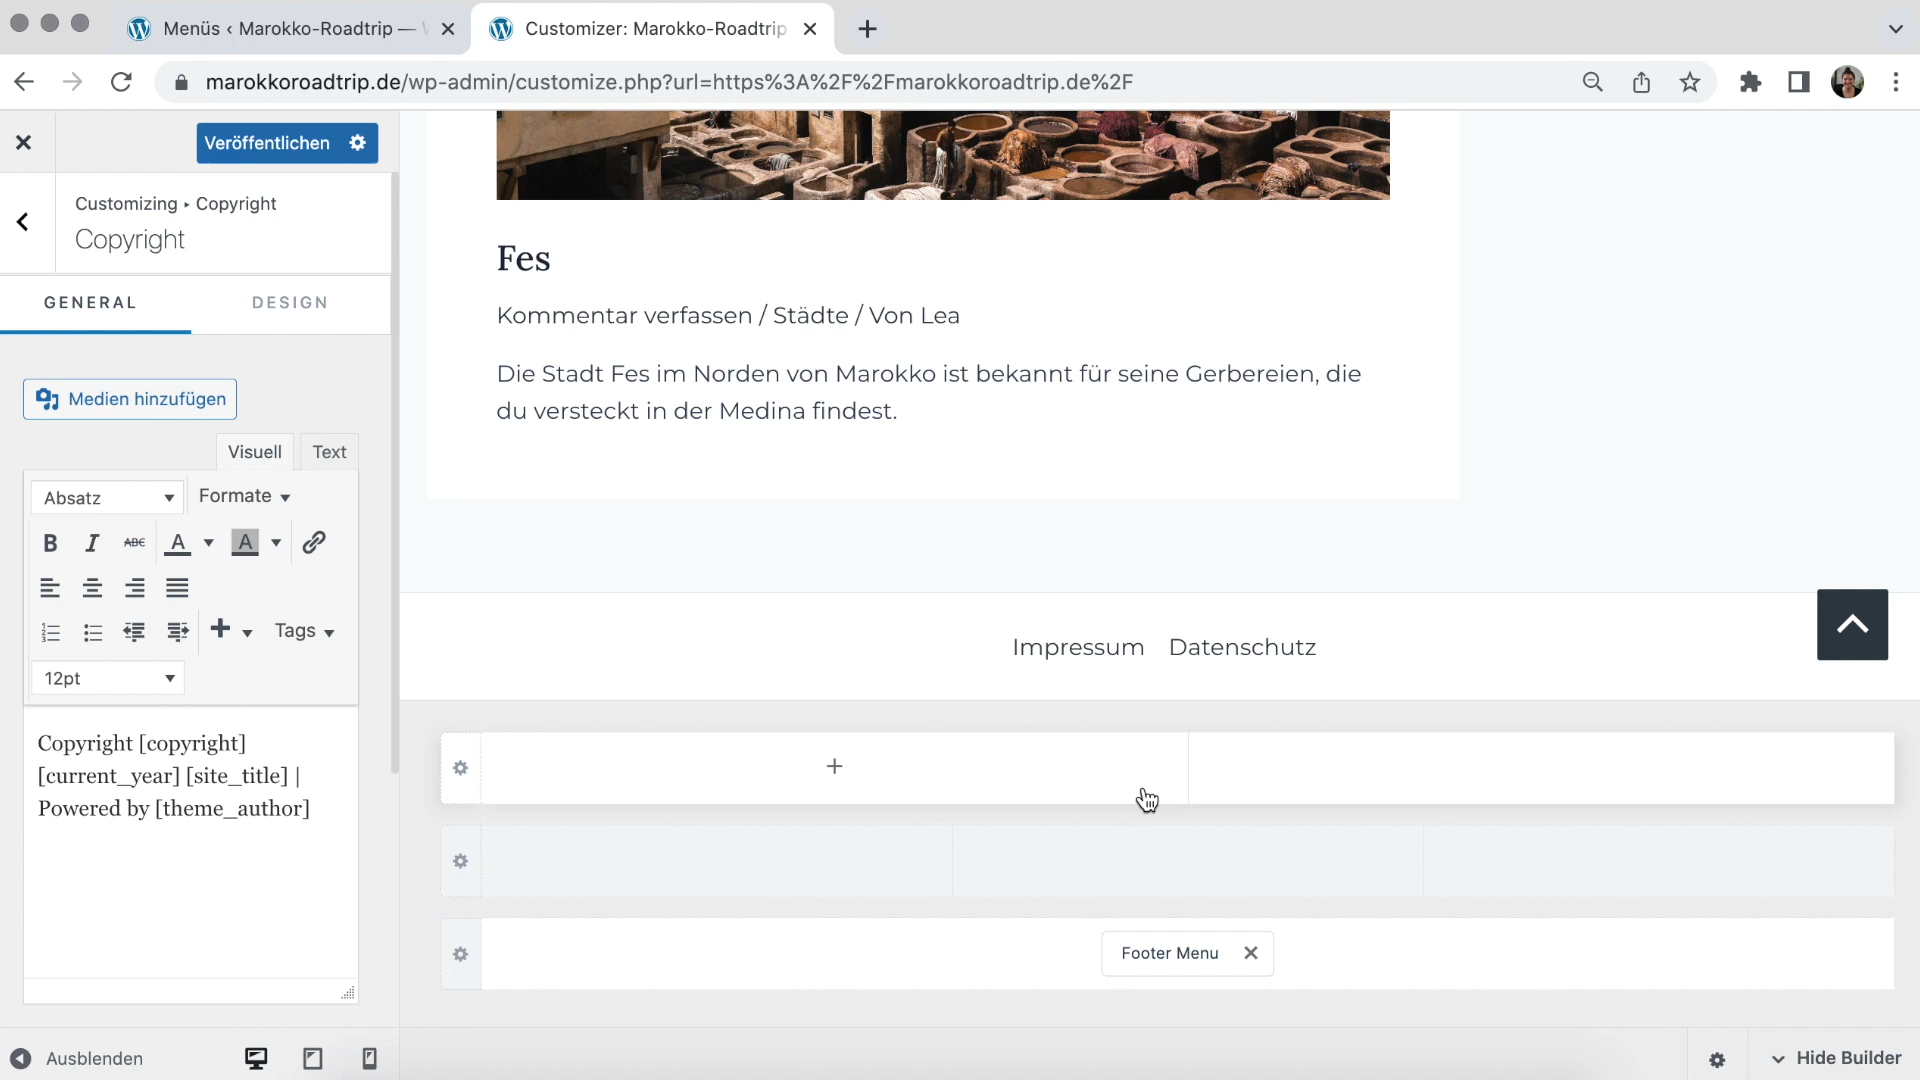 Menüs ‹ Marokko-Roadtrip —
Customizer: Marokko-Roadtrip
marokkoroadtrip.de/wp-admin/customize.php?url=https%3A%2F%2Fmarokkoroadtrip.de%2F
Veröffentlichen
Customizing ▸ Copyright
Copyright
GENERAL
DESIGN
Medien hinzufügen
Visuell
Text
Absatz
Formate
B I ABC A A
Tags
12pt
Copyright [copyright]
[current_year] [site_title] |
Powered by [theme_author]
Ausblenden
Fes
Kommentar verfassen / Städte / Von Lea
Die Stadt Fes im Norden von Marokko ist bekannt für seine Gerbereien, die
du versteckt in der Medina findest.
Impressum Datenschutz
Footer Menu
Hide Builder